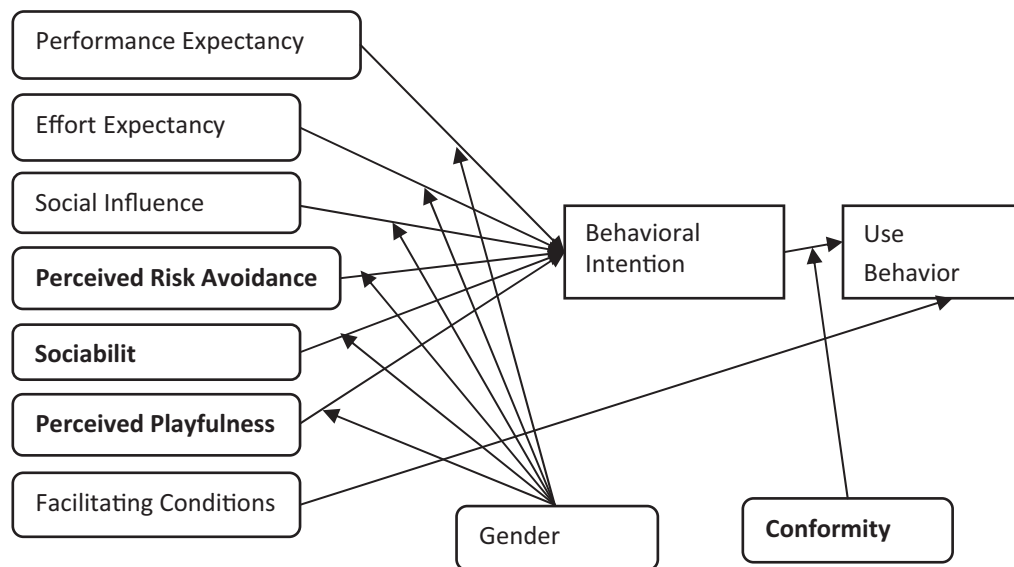 Performance Expectancy
Effort Expectancy
Social Influence
Perceived Risk Avoidance
Sociabilit
Perceived Playfulness
Facilitating Conditions
Behavioral
Intention
Use
Behavior
Gender
Conformity